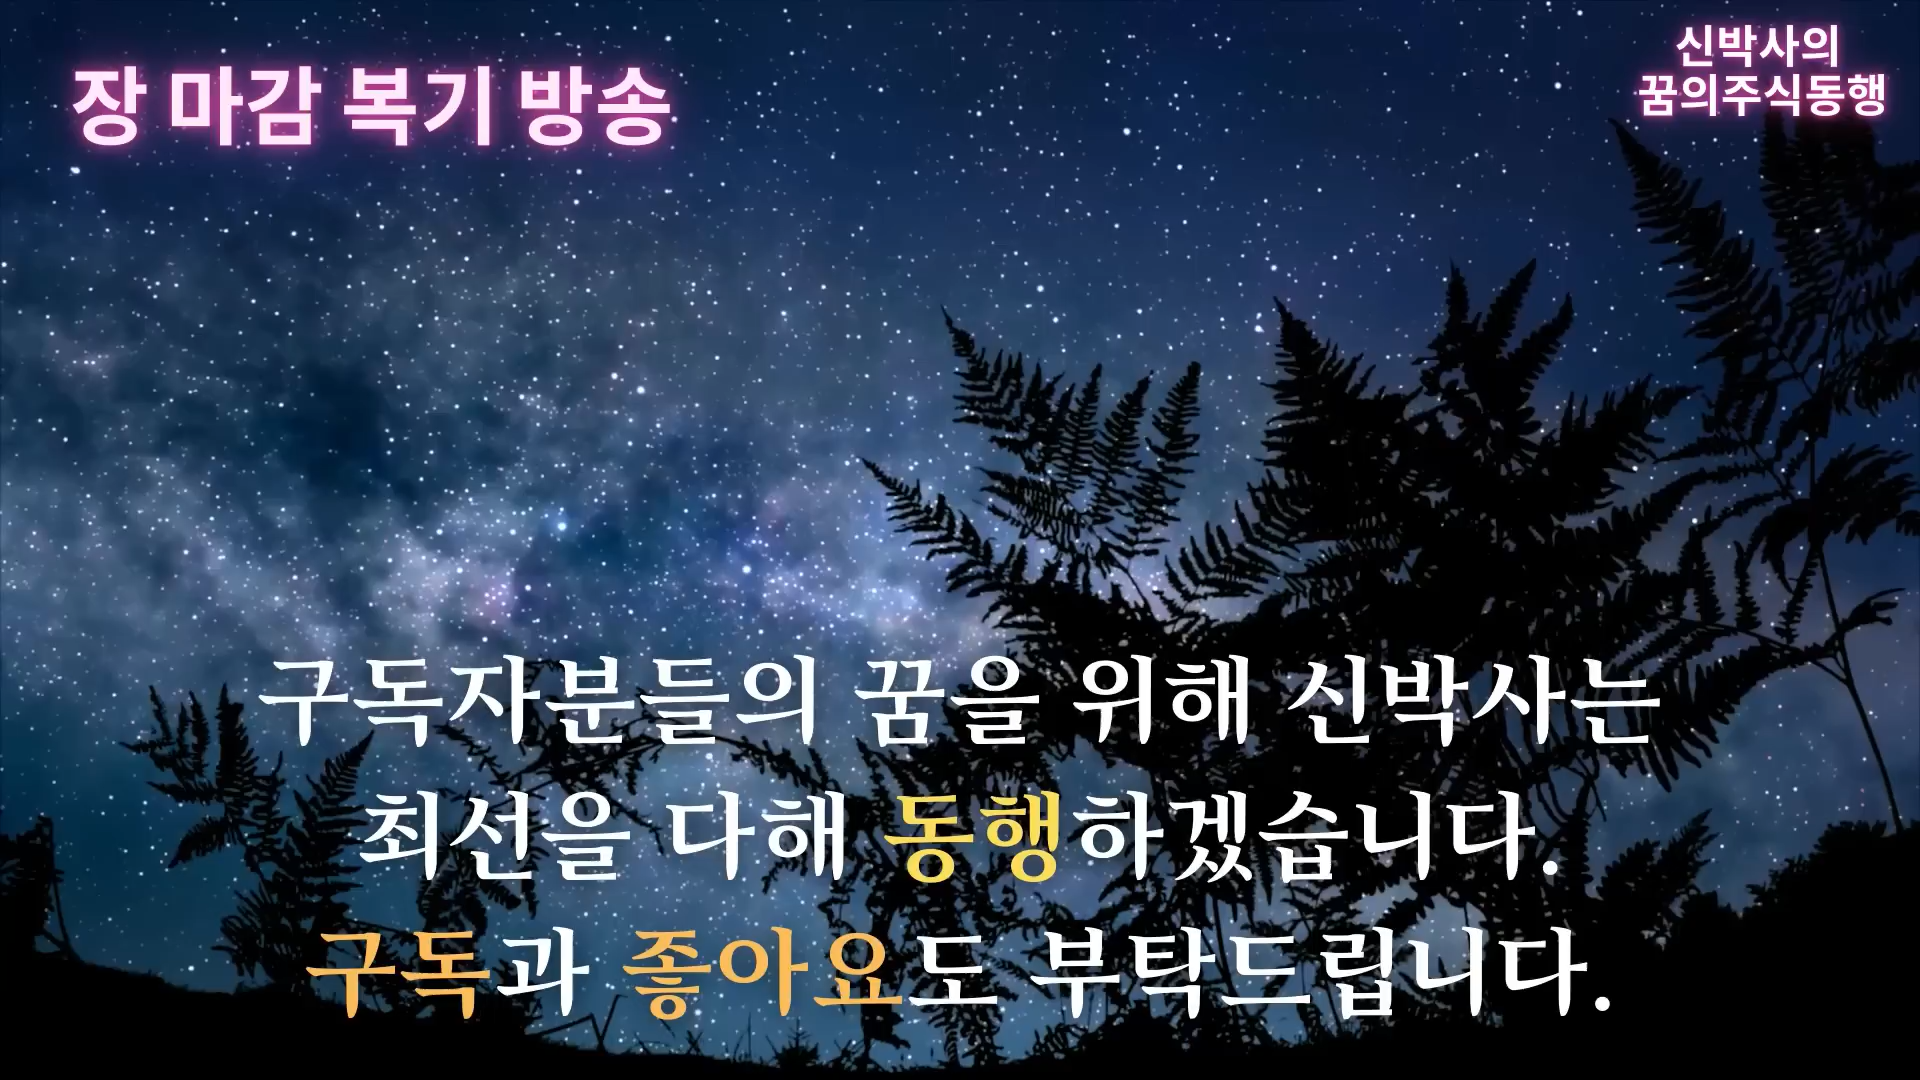 장 마감 복기 방송
신박사의
꿈의주식동행
구독자분들의 꿈을 위해 신박사는
최선을 다해 동행하겠습니다.
구독과 좋아요도 부탁드립니다.